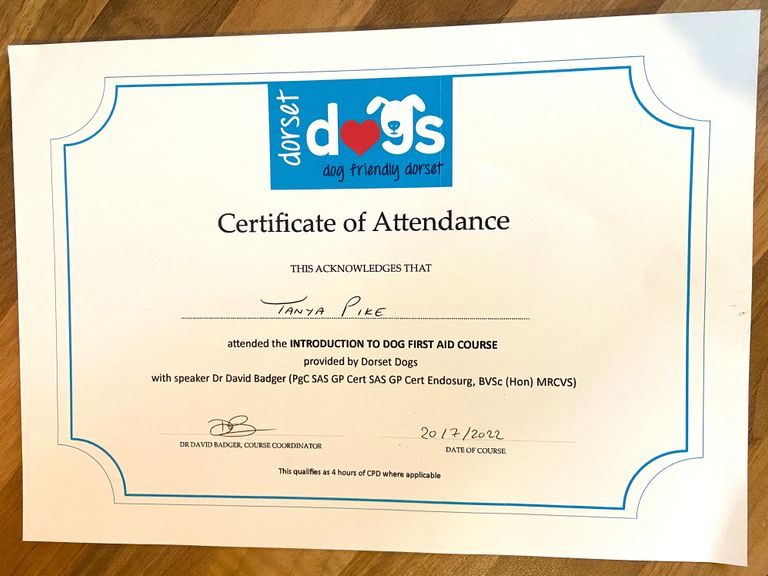 dorset
dogs
dog friendly dorset
Certificate of Attendance
THIS ACKNOWLEDGES THAT
TANYA PIKE
attended the INTRODUCTION TO DOG FIRST AID COURSE
provided by Dorset Dogs
with speaker Dr David Badger (PgC SAS GP Cert SAS GP Cert Endosurg, BVSc (Hon) MRCVS)
DB 20/7/2022
DR DAVID BADGER, COURSE COORDINATOR DATE OF COURSE
This qualifies as 4 hours of CPD where applicable